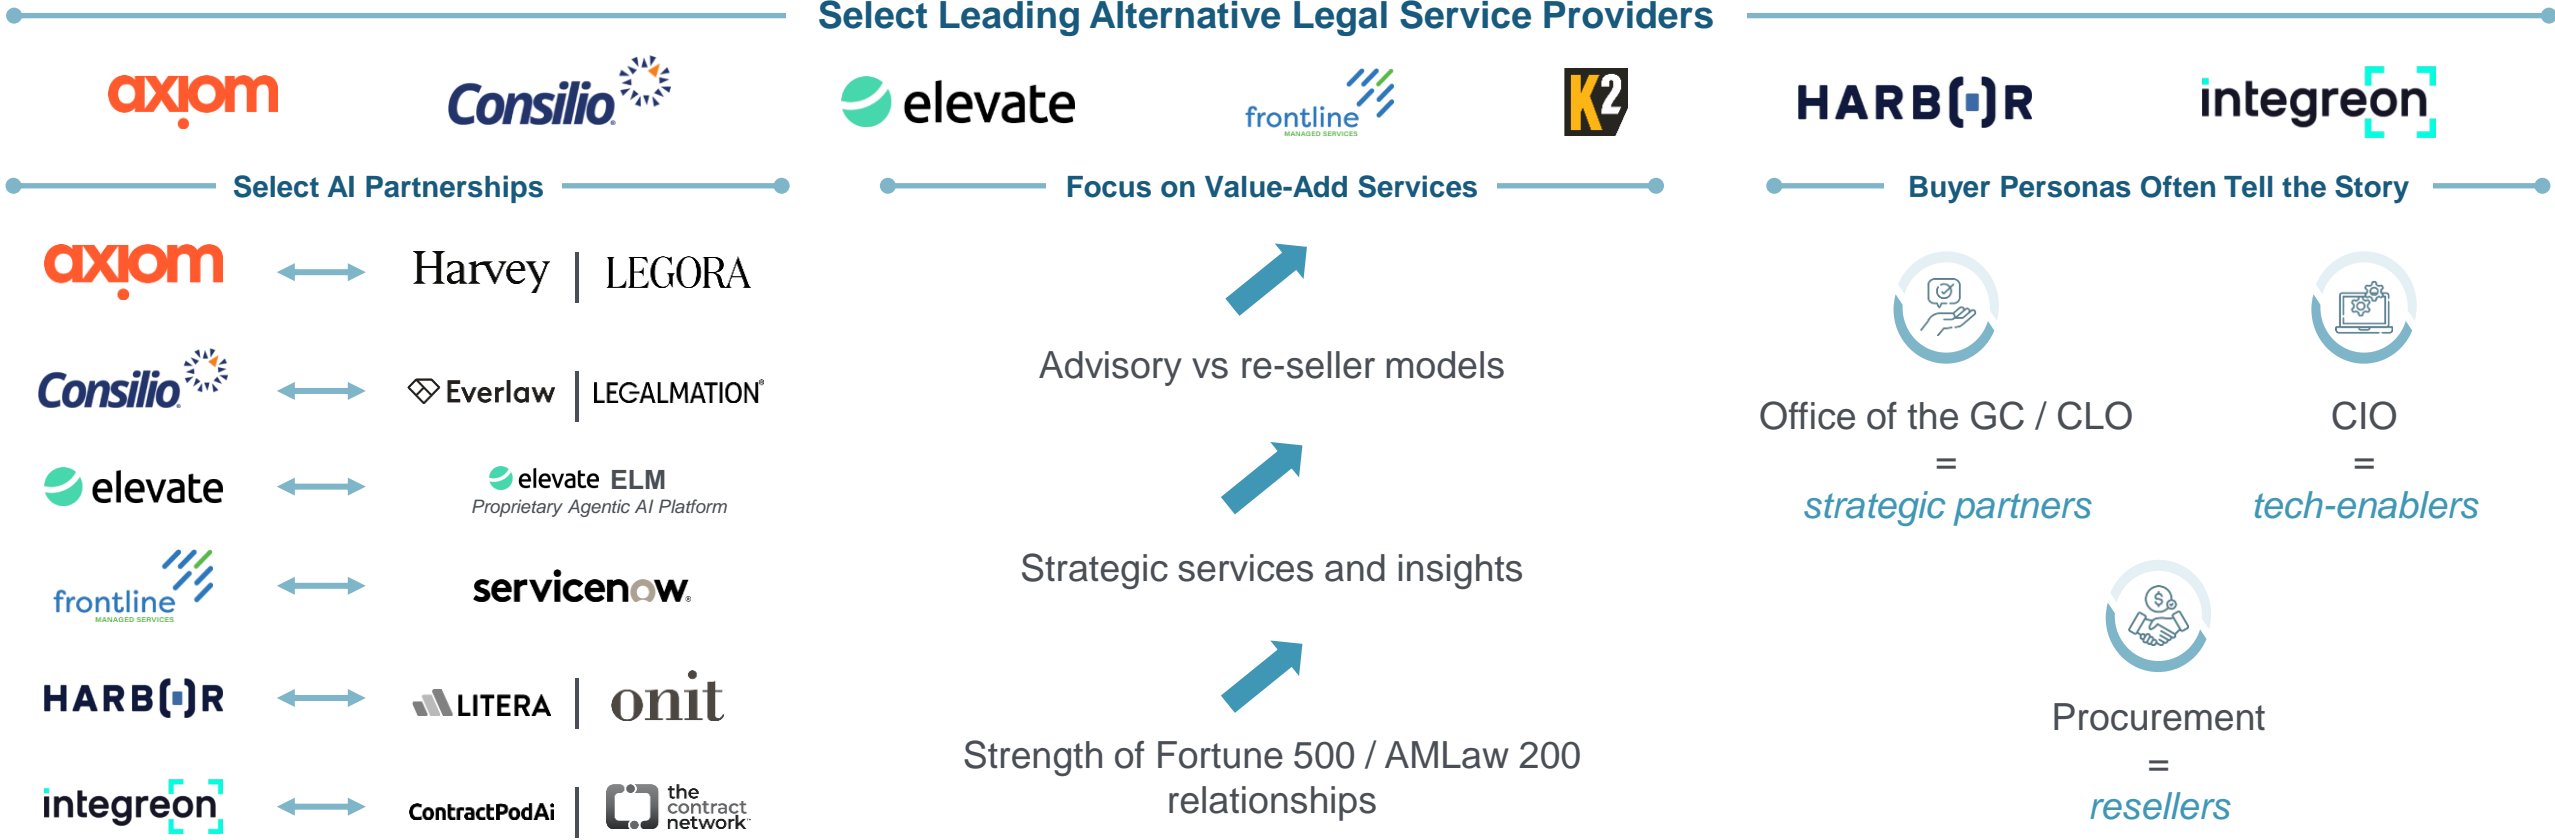 Select Leading Alternative Legal Service Providers
axiom
Consilio
elevate
frontline
MANAGED SERVICES
K2
HARBOR
integreon
Select AI Partnerships
axiom
Harvey | LEGORA
Consilio
Everlaw | LEGALMATION®
elevate
elevate ELM
Proprietary Agentic AI Platform
frontline
MANAGED SERVICES
servicenow®
HARBOR
LITERA | onit
integreon
ContractPodAi
the
contract
network
Focus on Value-Add Services
Advisory vs re-seller models
Strategic services and insights
Strength of Fortune 500 / AMLaw 200
relationships
Buyer Personas Often Tell the Story
Office of the GC / CLO
=
strategic partners
CIO
=
tech-enablers
$
Procurement
=
resellers